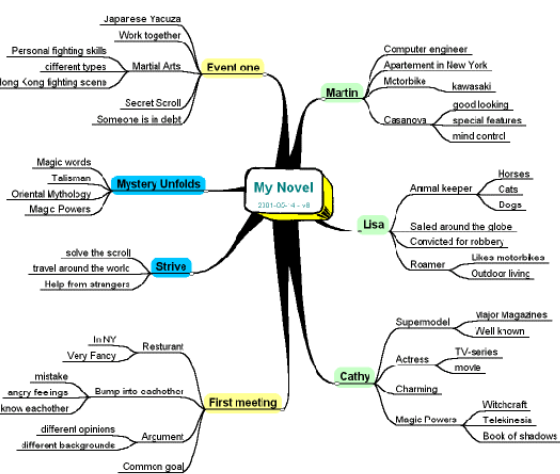 My Novel
Event one
Japanese Yacuza
Work together
Martial Arts
Personal fighting skills
different types
Hong Kong fighting scene
Secret Scroll
Someone is in debt
Mystery Unfolds
Magic words
Talisman
Oriental Mythology
Magic Powers
Strive
solve the scroll
travel around the world
Help from strangers
First meeting
Resturant
In NY
Very Fancy
Bump into eachother
mistake
angry feelings
know eachother
Argument
different opinions
different backgrounds
Common goal
Martin
Computer engineer
Apartement in New York
Motorbike
kawasaki
Casanova
good looking
special features
mind control
Lisa
Animal keeper
Horses
Cats
Dogs
Sailed around the globe
Convicted for robbery
Roamer
Likes motorbikes
Outdoor living
Cathy
Supermodel
Major Magazines
Well known
Actress
TV-series
movie
Charming
Magic Powers
Witchcraft
Telekinesia
Book of shadows